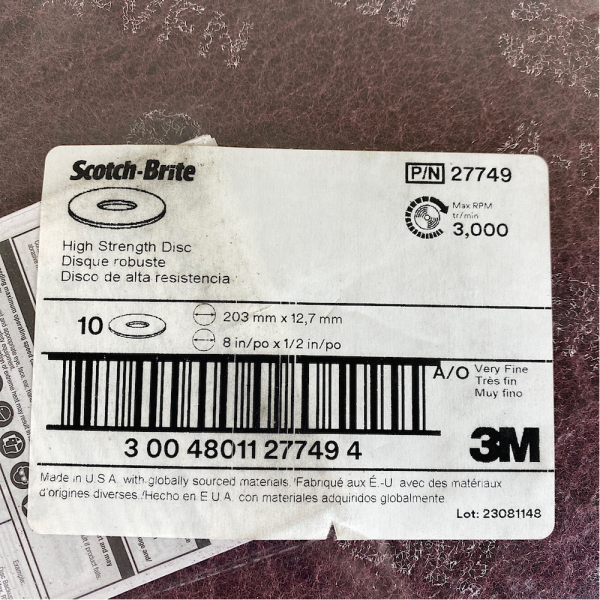 Scotch-Brite
P/N 27749
Max RPM
tr/min
3,000
High Strength Disc
Disque robuste
Disco de alta resistencia
10
203 mm x 12,7 mm
8 in/po x 1/2 in/po
A/O Very Fine
Très fin
Muy fino
3 00 48011 27749 4
3M
Made in U.S.A. with globally sourced materials. /Fabriqué aux É.-U. avec des matériaux
d'origines diverses./Hecho en E.U.A. con materiales adquiridos globalmente.
Lot: 23081148